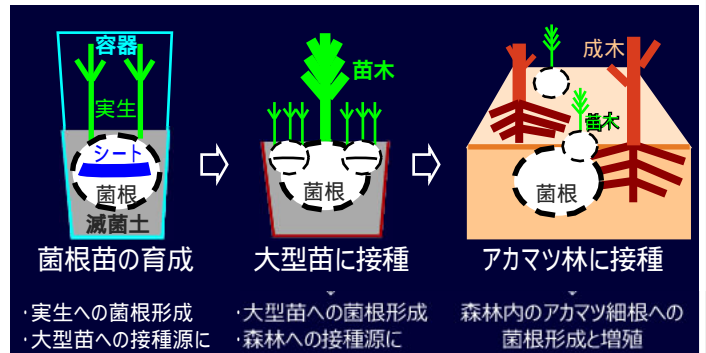 容器
実生
シート
菌根
滅菌土
菌根苗の育成
・実生への菌根形成
・大型苗への接種源に
苗木
菌根
大型苗に接種
・大型苗への菌根形成
・森林への接種源に
成木
苗木
菌根
アカマツ林に接種
森林内のアカマツ細根への
菌根形成と増殖